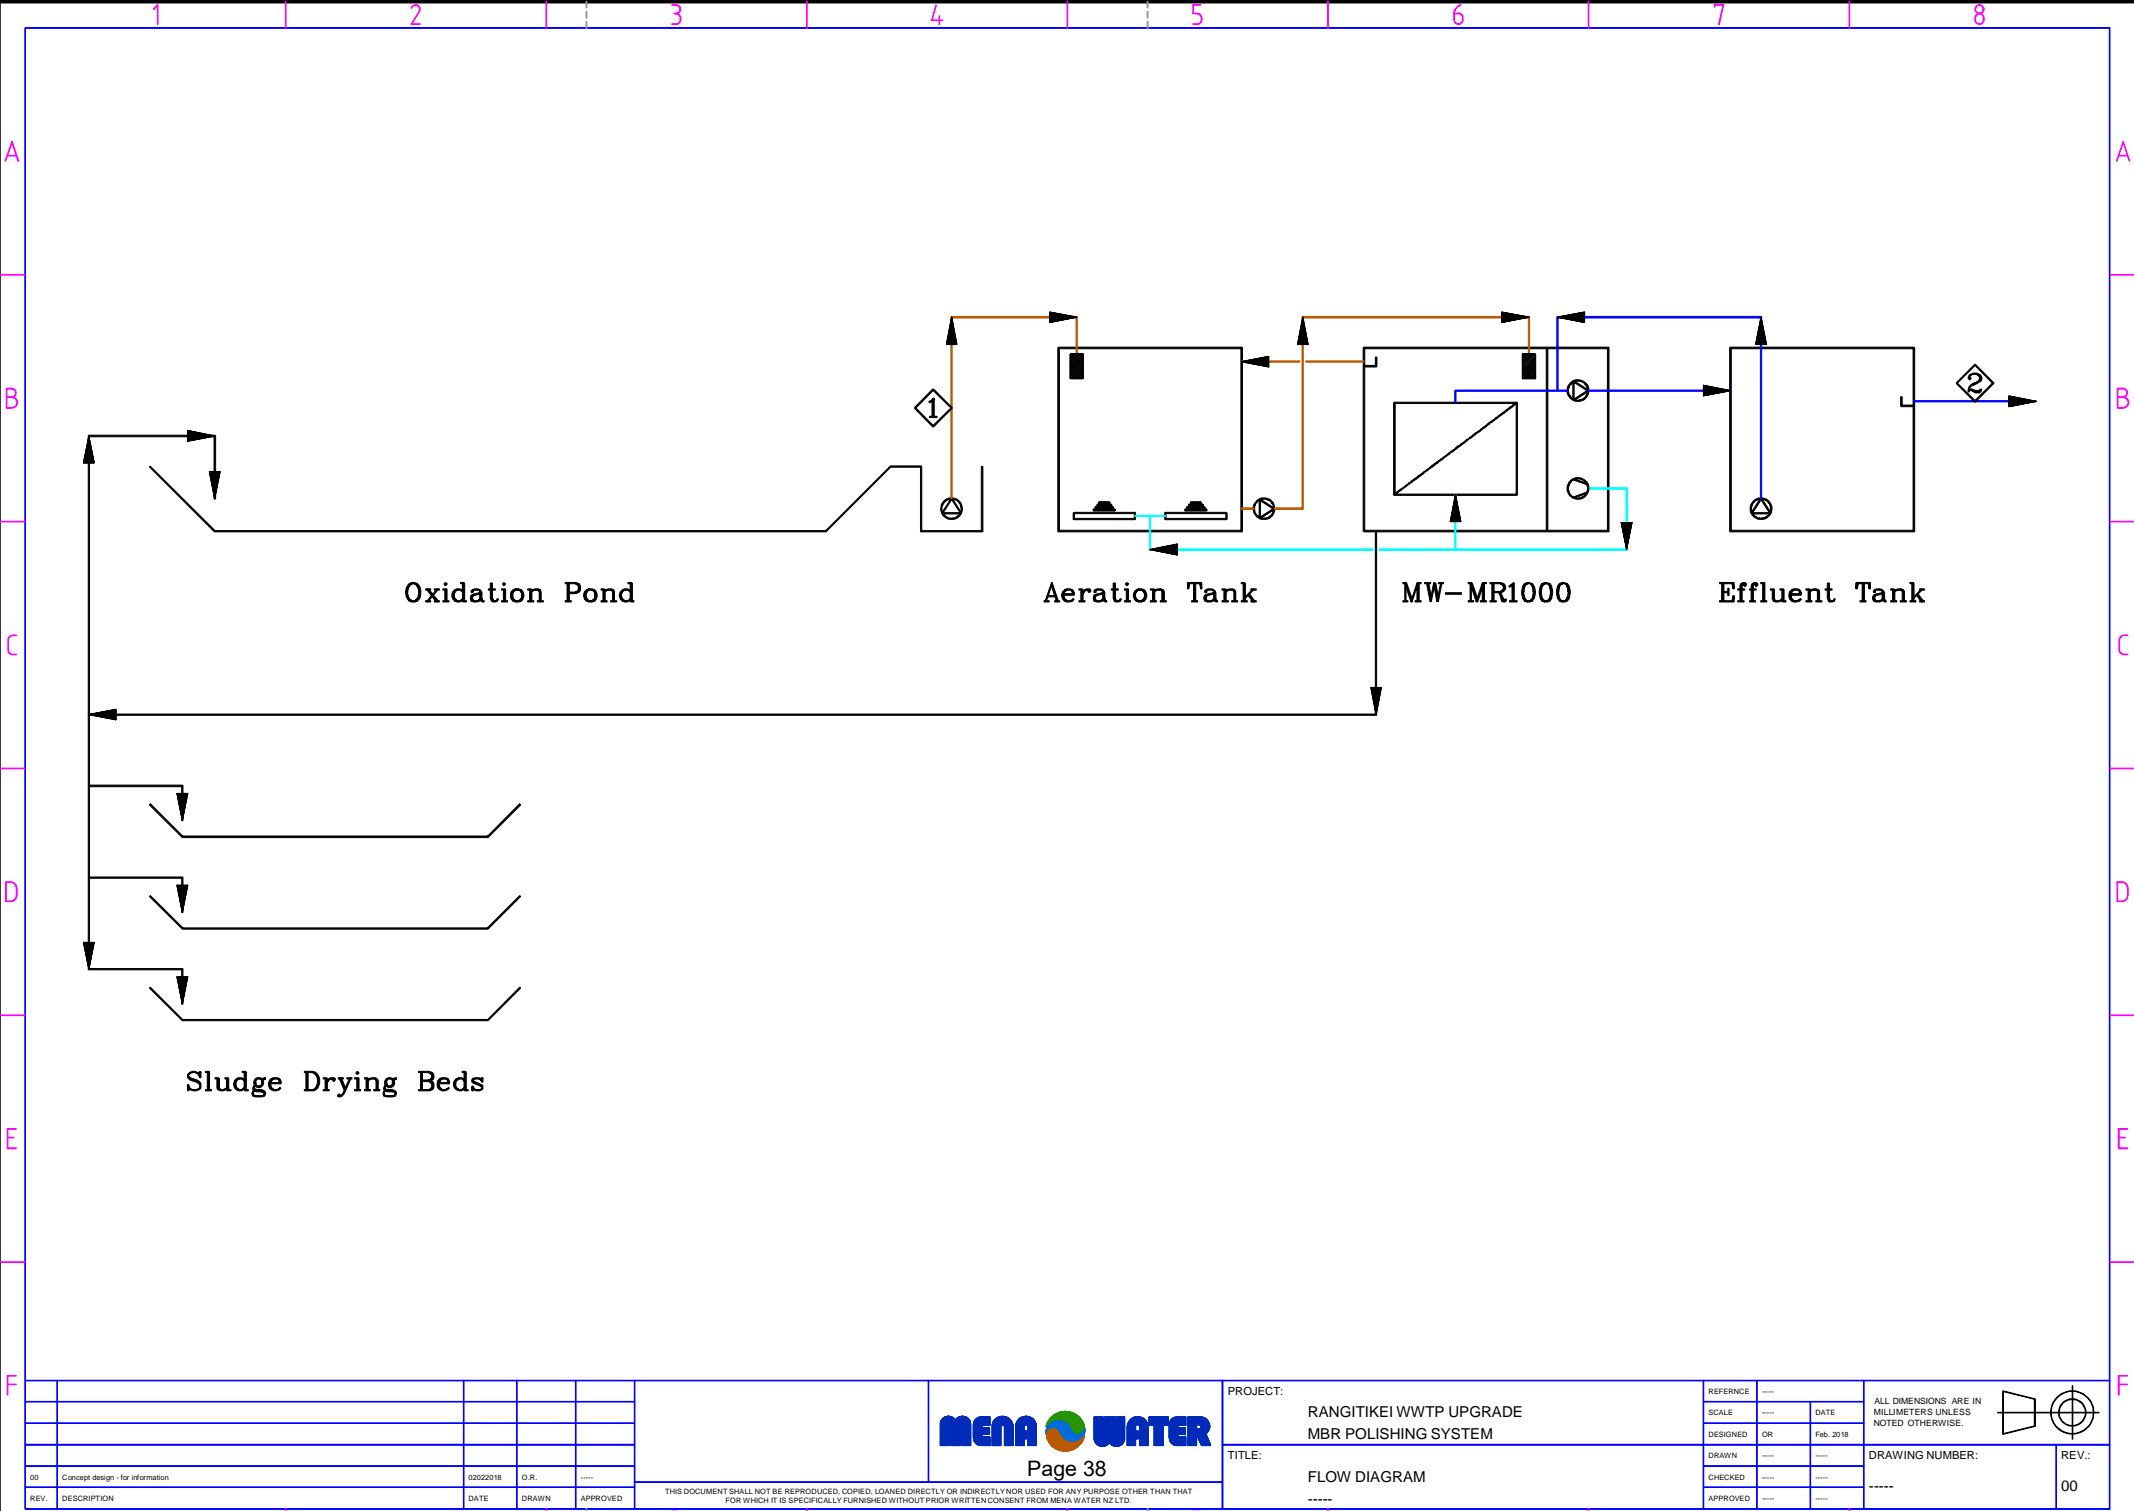 1 2 3 4 5 6 7 8
A A
B B
C C
D D
E E
F F
1
2
Oxidation Pond
Aeration Tank
MW-MR1000
Effluent Tank
Sludge Drying Beds
00 Concept design - for information 02022018 O.R. -----
REV. DESCRIPTION DATE DRAWN APPROVED
MENA WATER
Page 38
THIS DOCUMENT SHALL NOT BE REPRODUCED, COPIED, LOANED DIRECTLY OR INDIRECTLY NOR USED FOR ANY PURPOSE OTHER THAN THAT
FOR WHICH IT IS SPECIFICALLY FURNISHED WITHOUT PRIOR WRITTEN CONSENT FROM MENA WATER NZ LTD.
PROJECT:
RANGITIKEI WWTP UPGRADE
MBR POLISHING SYSTEM
TITLE:
FLOW DIAGRAM
-----
REFERNCE -----
SCALE ----- DATE
DESIGNED OR Feb. 2018
DRAWN ----- -----
CHECKED ----- -----
APPROVED ----- -----
ALL DIMENSIONS ARE IN
MILLIMETERS UNLESS
NOTED OTHERWISE.
DRAWING NUMBER:
-----
REV.:
00